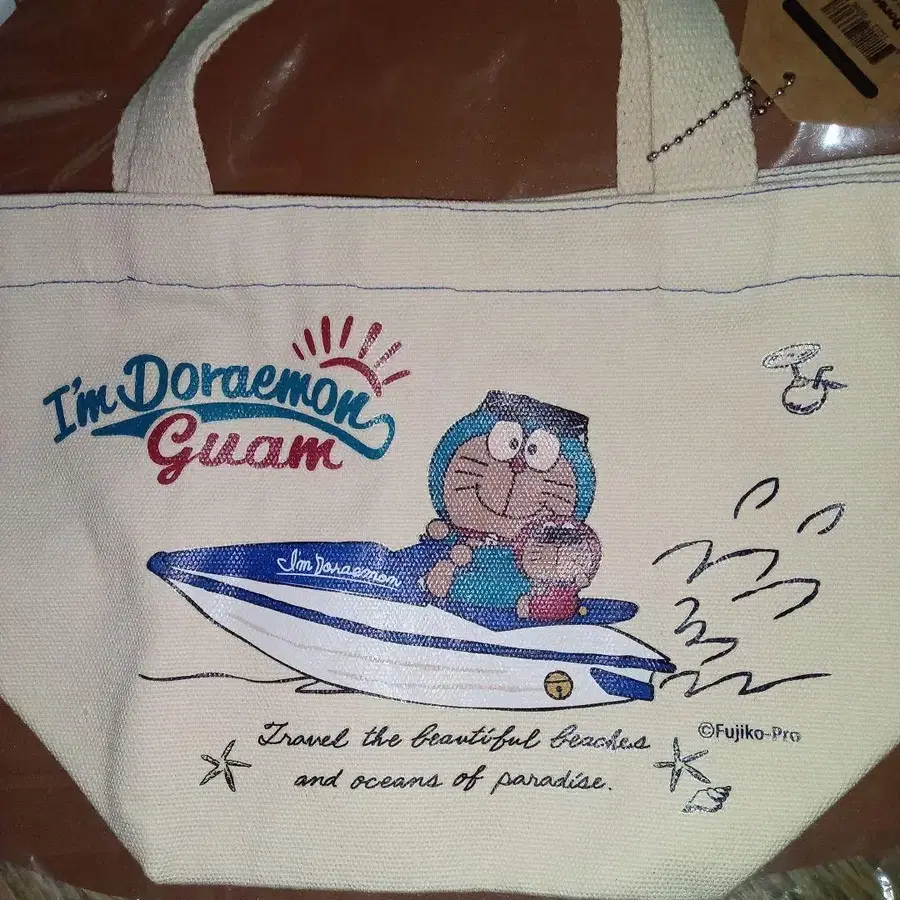 I'm Doraemon
Guam
I'm Doraemon
©Fujiko-Pro
Travel the beautiful beaches
and oceans of paradise.